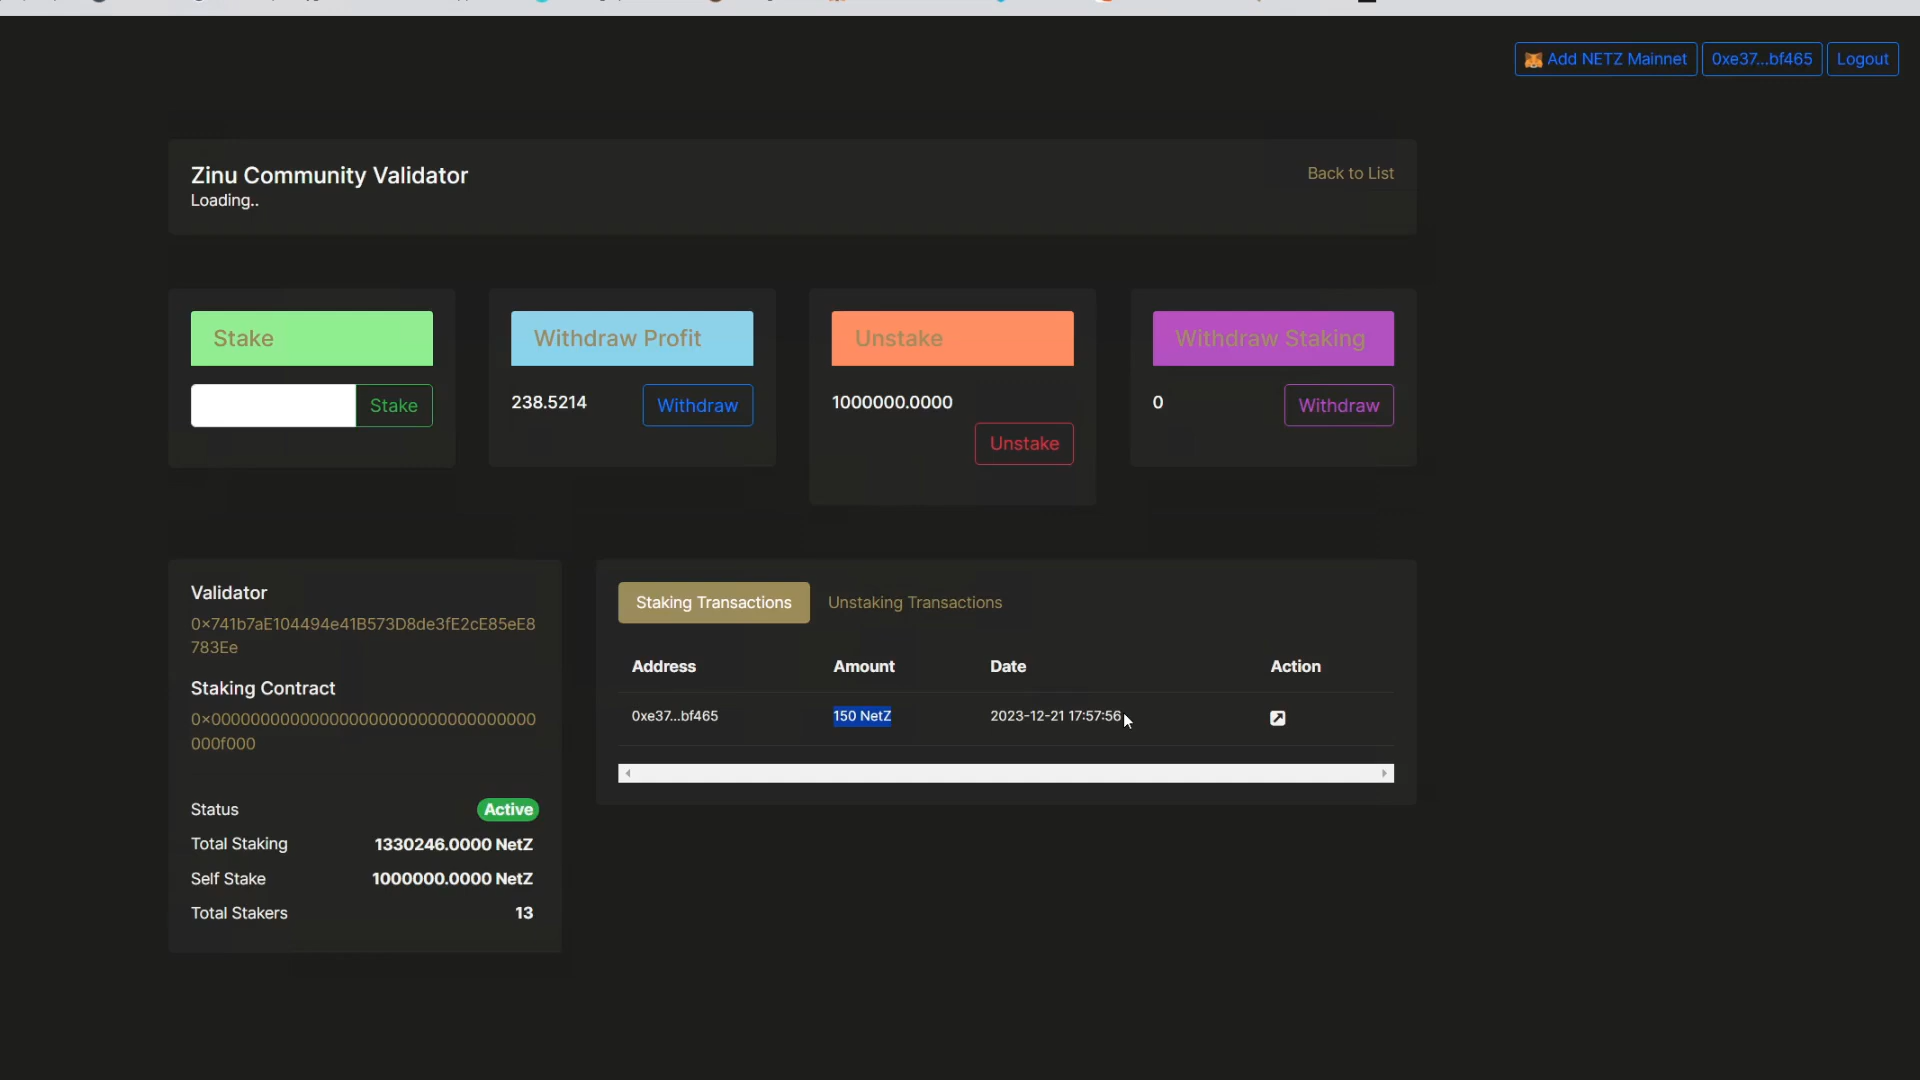 Add NETZ Mainnet
0xe37...bf465
Logout
Zinu Community Validator
Back to List
Loading..
Stake
Withdraw Profit
Unstake
Withdraw Staking
Stake
238.5214
Withdraw
1000000.0000
Unstake
0
Withdraw
Validator
0x741b7aE104494e41B573D8de3fE2cE85eE8
783Ee
Staking Contract
0x00000000000000000000000000000000
000f000
Status
Active
Total Staking
1330246.0000 NetZ
Self Stake
1000000.0000 NetZ
Total Stakers
13
Staking Transactions
Unstaking Transactions
Address
Amount
Date
Action
0xe37...bf465
150 NetZ
2023-12-21 17:57:56